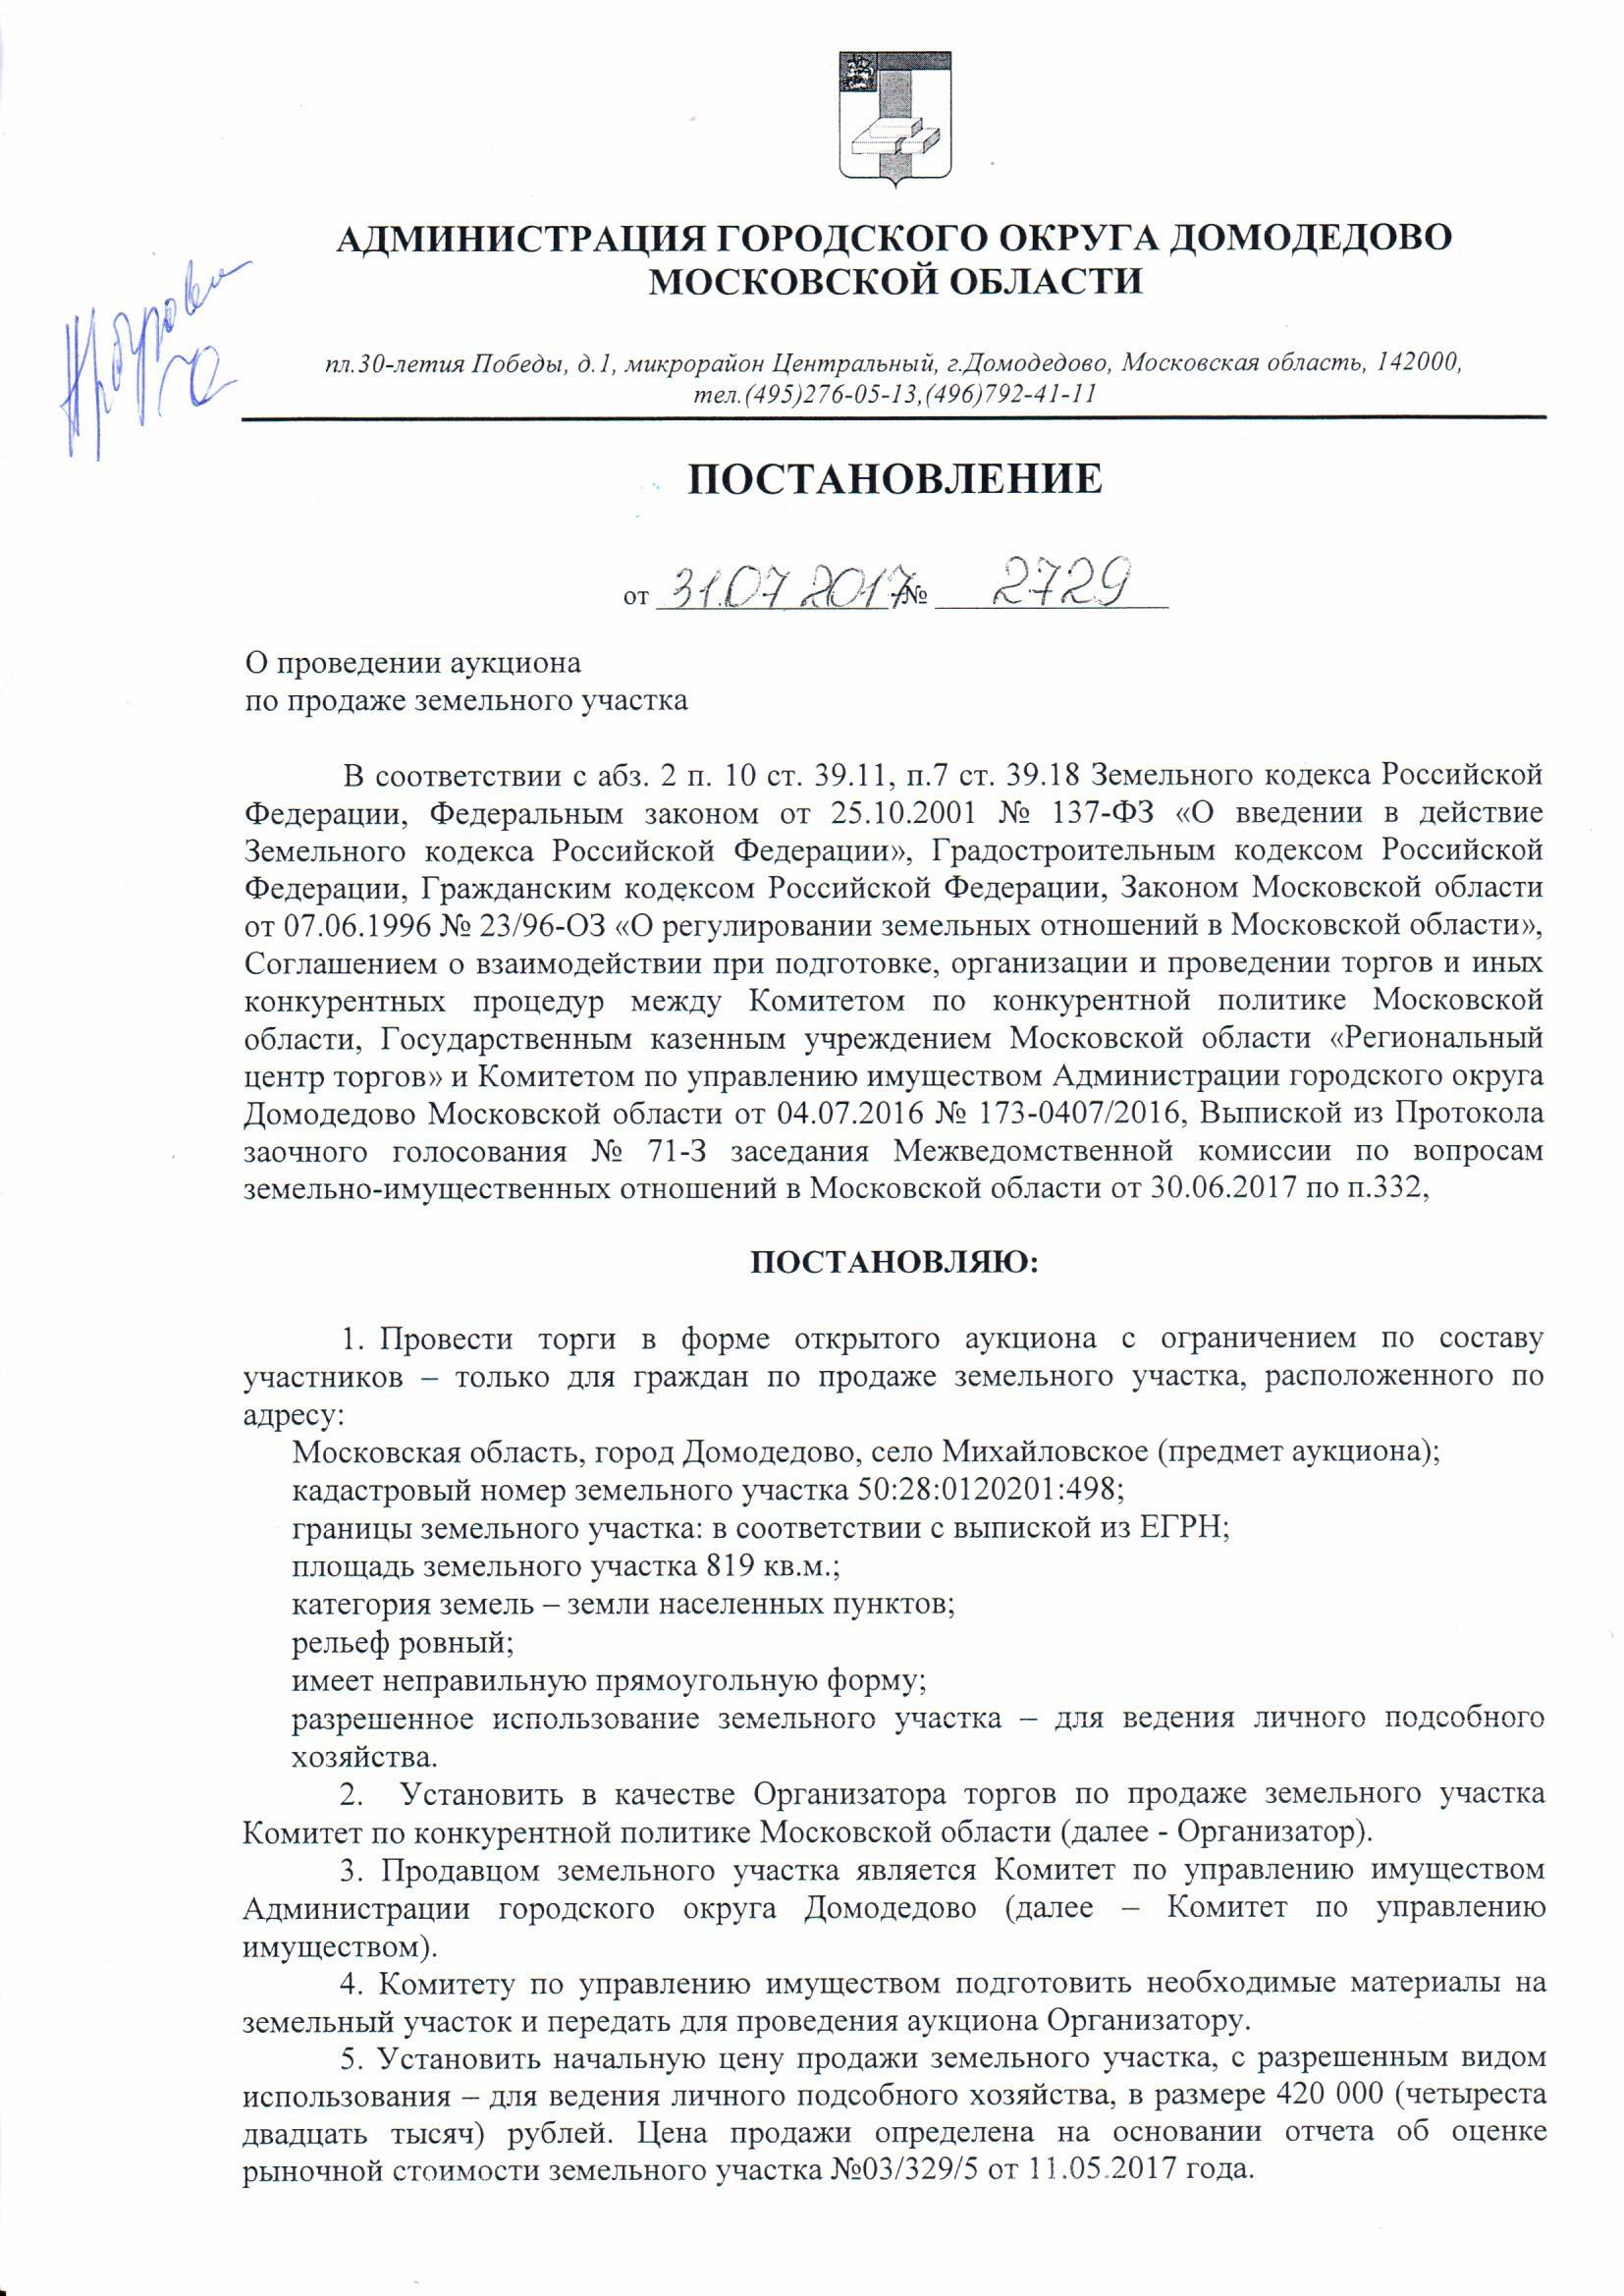 АДМИНИСТРАЦИЯ ГОРОДСКОГО ОКРУГА ДОМОДЕДОВО
МОСКОВСКОЙ ОБЛАСТИ
пл.30-летия Победы, д.1, микрорайон Центральный, г.Домодедово, Московская область, 142000,
тел.(495)276-05-13,(496)792-41-11
ПОСТАНОВЛЕНИЕ
от 31.07 2017 № 2729
О проведении аукциона
по продаже земельного участка
В соответствии с абз. 2 п. 10 ст. 39.11, п.7 ст. 39.18 Земельного кодекса Российской
Федерации, Федеральным законом от 25.10.2001 № 137-ФЗ «О введении в действие
Земельного кодекса Российской Федерации», Градостроительным кодексом Российской
Федерации, Гражданским кодексом Российской Федерации, Законом Московской области
от 07.06.1996 № 23/96-ОЗ «О регулировании земельных отношений в Московской области»,
Соглашением о взаимодействии при подготовке, организации и проведении торгов и иных
конкурентных процедур между Комитетом по конкурентной политике Московской
области, Государственным казенным учреждением Московской области «Региональный
центр торгов» и Комитетом по управлению имуществом Администрации городского округа
Домодедово Московской области от 04.07.2016 № 173-0407/2016, Выпиской из Протокола
заочного голосования № 71-З заседания Межведомственной комиссии по вопросам
земельно-имущественных отношений в Московской области от 30.06.2017 по п.332,
ПОСТАНОВЛЯЮ:
1. Провести торги в форме открытого аукциона с ограничением по составу
участников – только для граждан по продаже земельного участка, расположенного по
адресу:
Московская область, город Домодедово, село Михайловское (предмет аукциона);
кадастровый номер земельного участка 50:28:0120201:498;
границы земельного участка: в соответствии с выпиской из ЕГРН;
площадь земельного участка 819 кв.м.;
категория земель – земли населенных пунктов;
рельеф ровный;
имеет неправильную прямоугольную форму;
разрешенное использование земельного участка – для ведения личного подсобного
хозяйства.
2. Установить в качестве Организатора торгов по продаже земельного участка
Комитет по конкурентной политике Московской области (далее - Организатор).
3. Продавцом земельного участка является Комитет по управлению имуществом
Администрации городского округа Домодедово (далее – Комитет по управлению
имуществом).
4. Комитету по управлению имуществом подготовить необходимые материалы на
земельный участок и передать для проведения аукциона Организатору.
5. Установить начальную цену продажи земельного участка, с разрешенным видом
использования – для ведения личного подсобного хозяйства, в размере 420 000 (четыреста
двадцать тысяч) рублей. Цена продажи определена на основании отчета об оценке
рыночной стоимости земельного участка №03/329/5 от 11.05.2017 года.